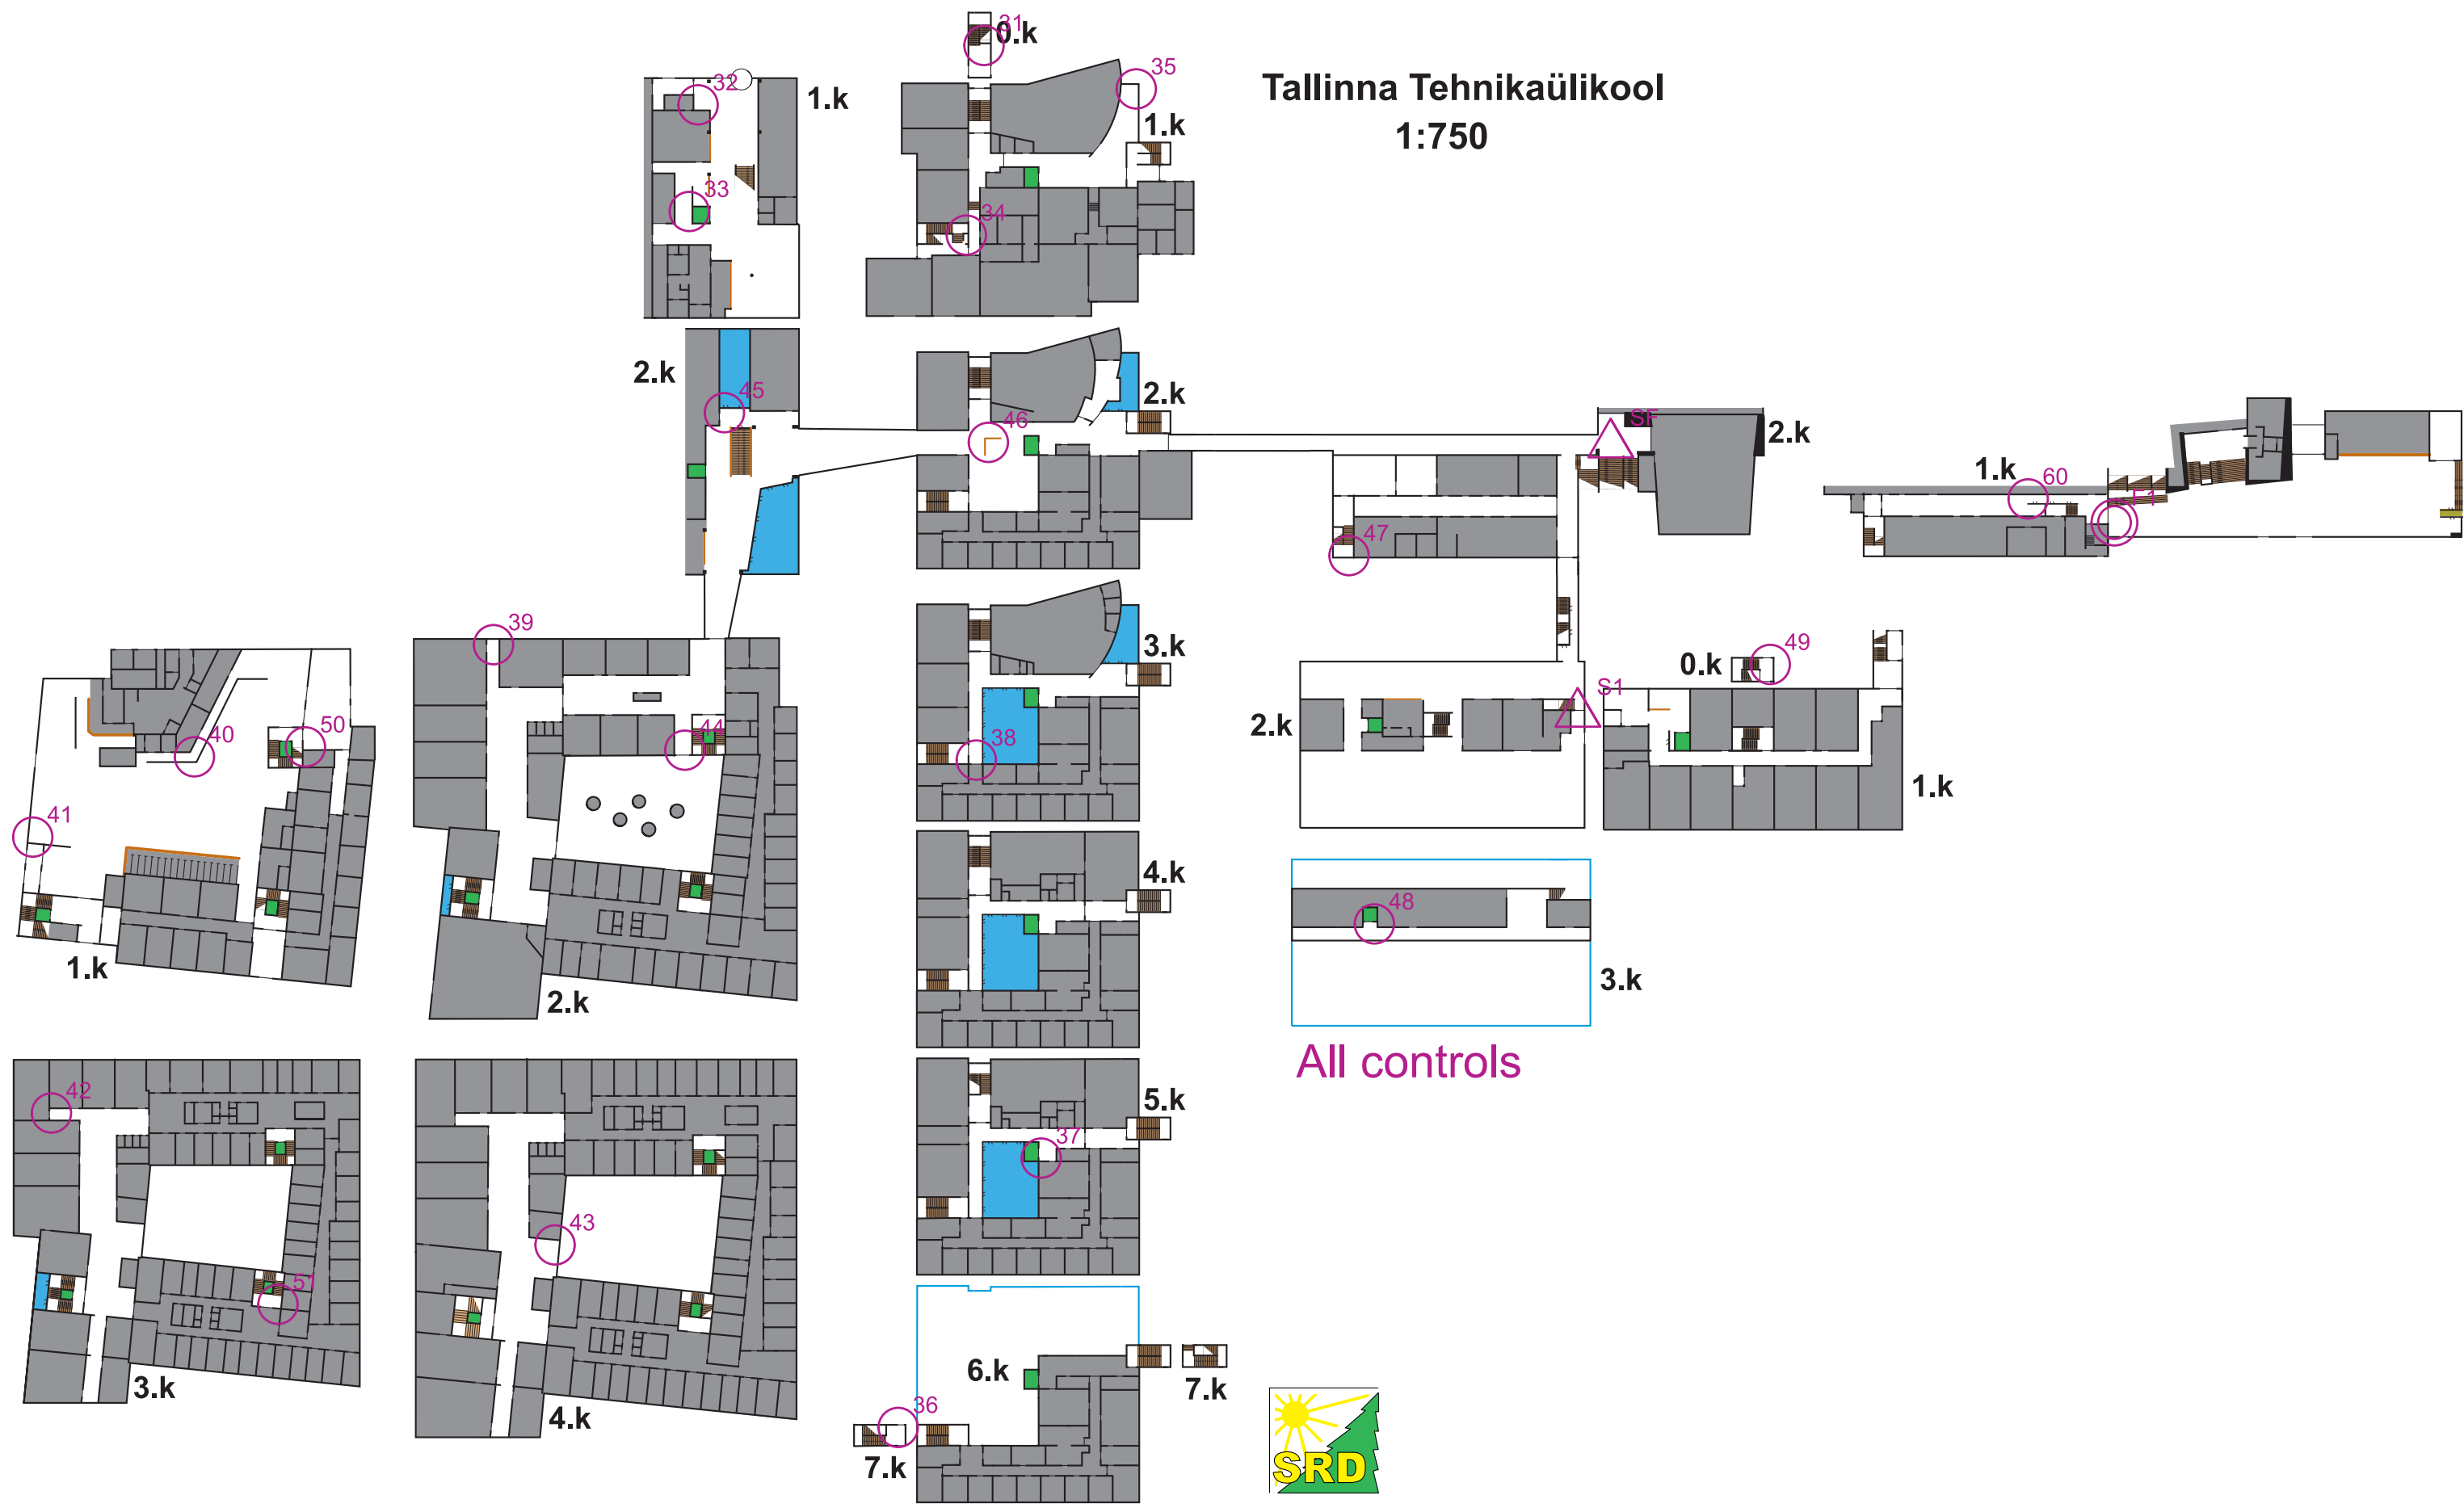 31
0.k
35
32
1.k
Tallinna Tehnikaülikool
1:750
1.k
33
34
2.k
45
2.k
46
SF
2.k
1.k
60
F1
47
39
3.k
0.k
49
S1
50
40
44
38
2.k
41
1.k
4.k
48
1.k
2.k
3.k
All controls
42
5.k
37
43
51
3.k
4.k
6.k
7.k
36
7.k
SRD